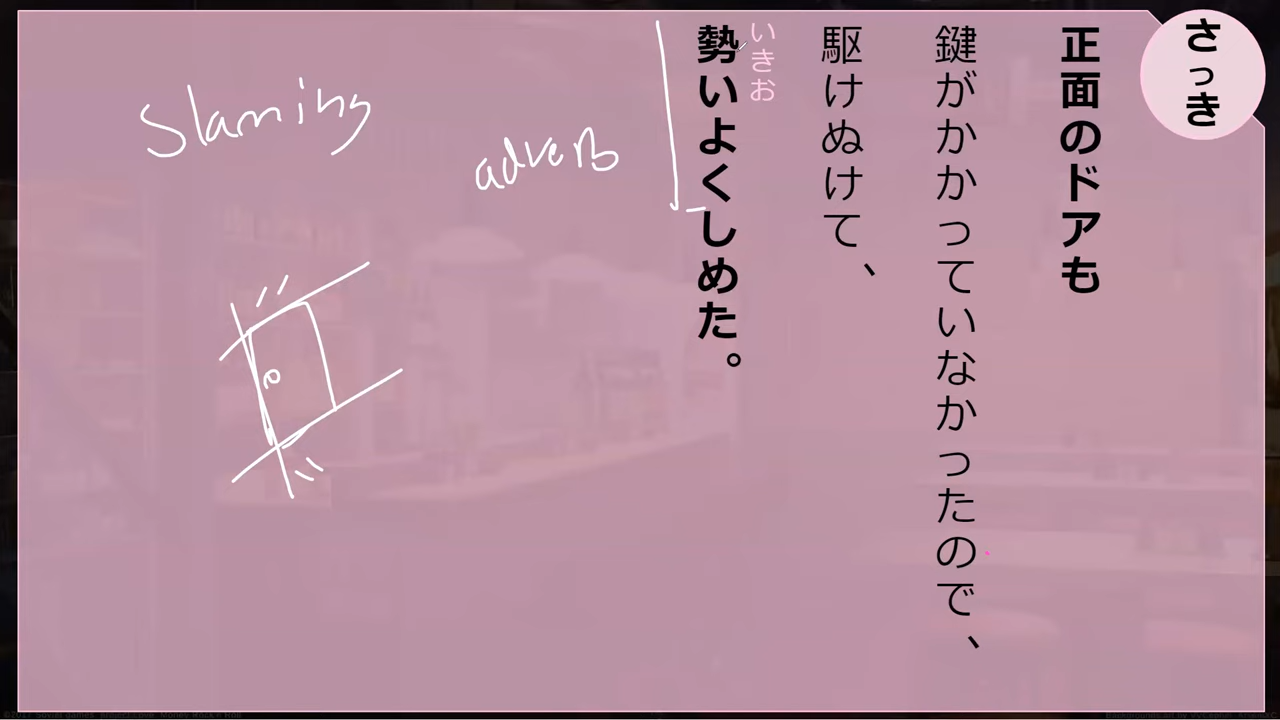 さっき
正面のドアも
鍵がかかっていなかったので、
駆けぬけて、
いきお
勢いよくしめた。
Slaming
adverb